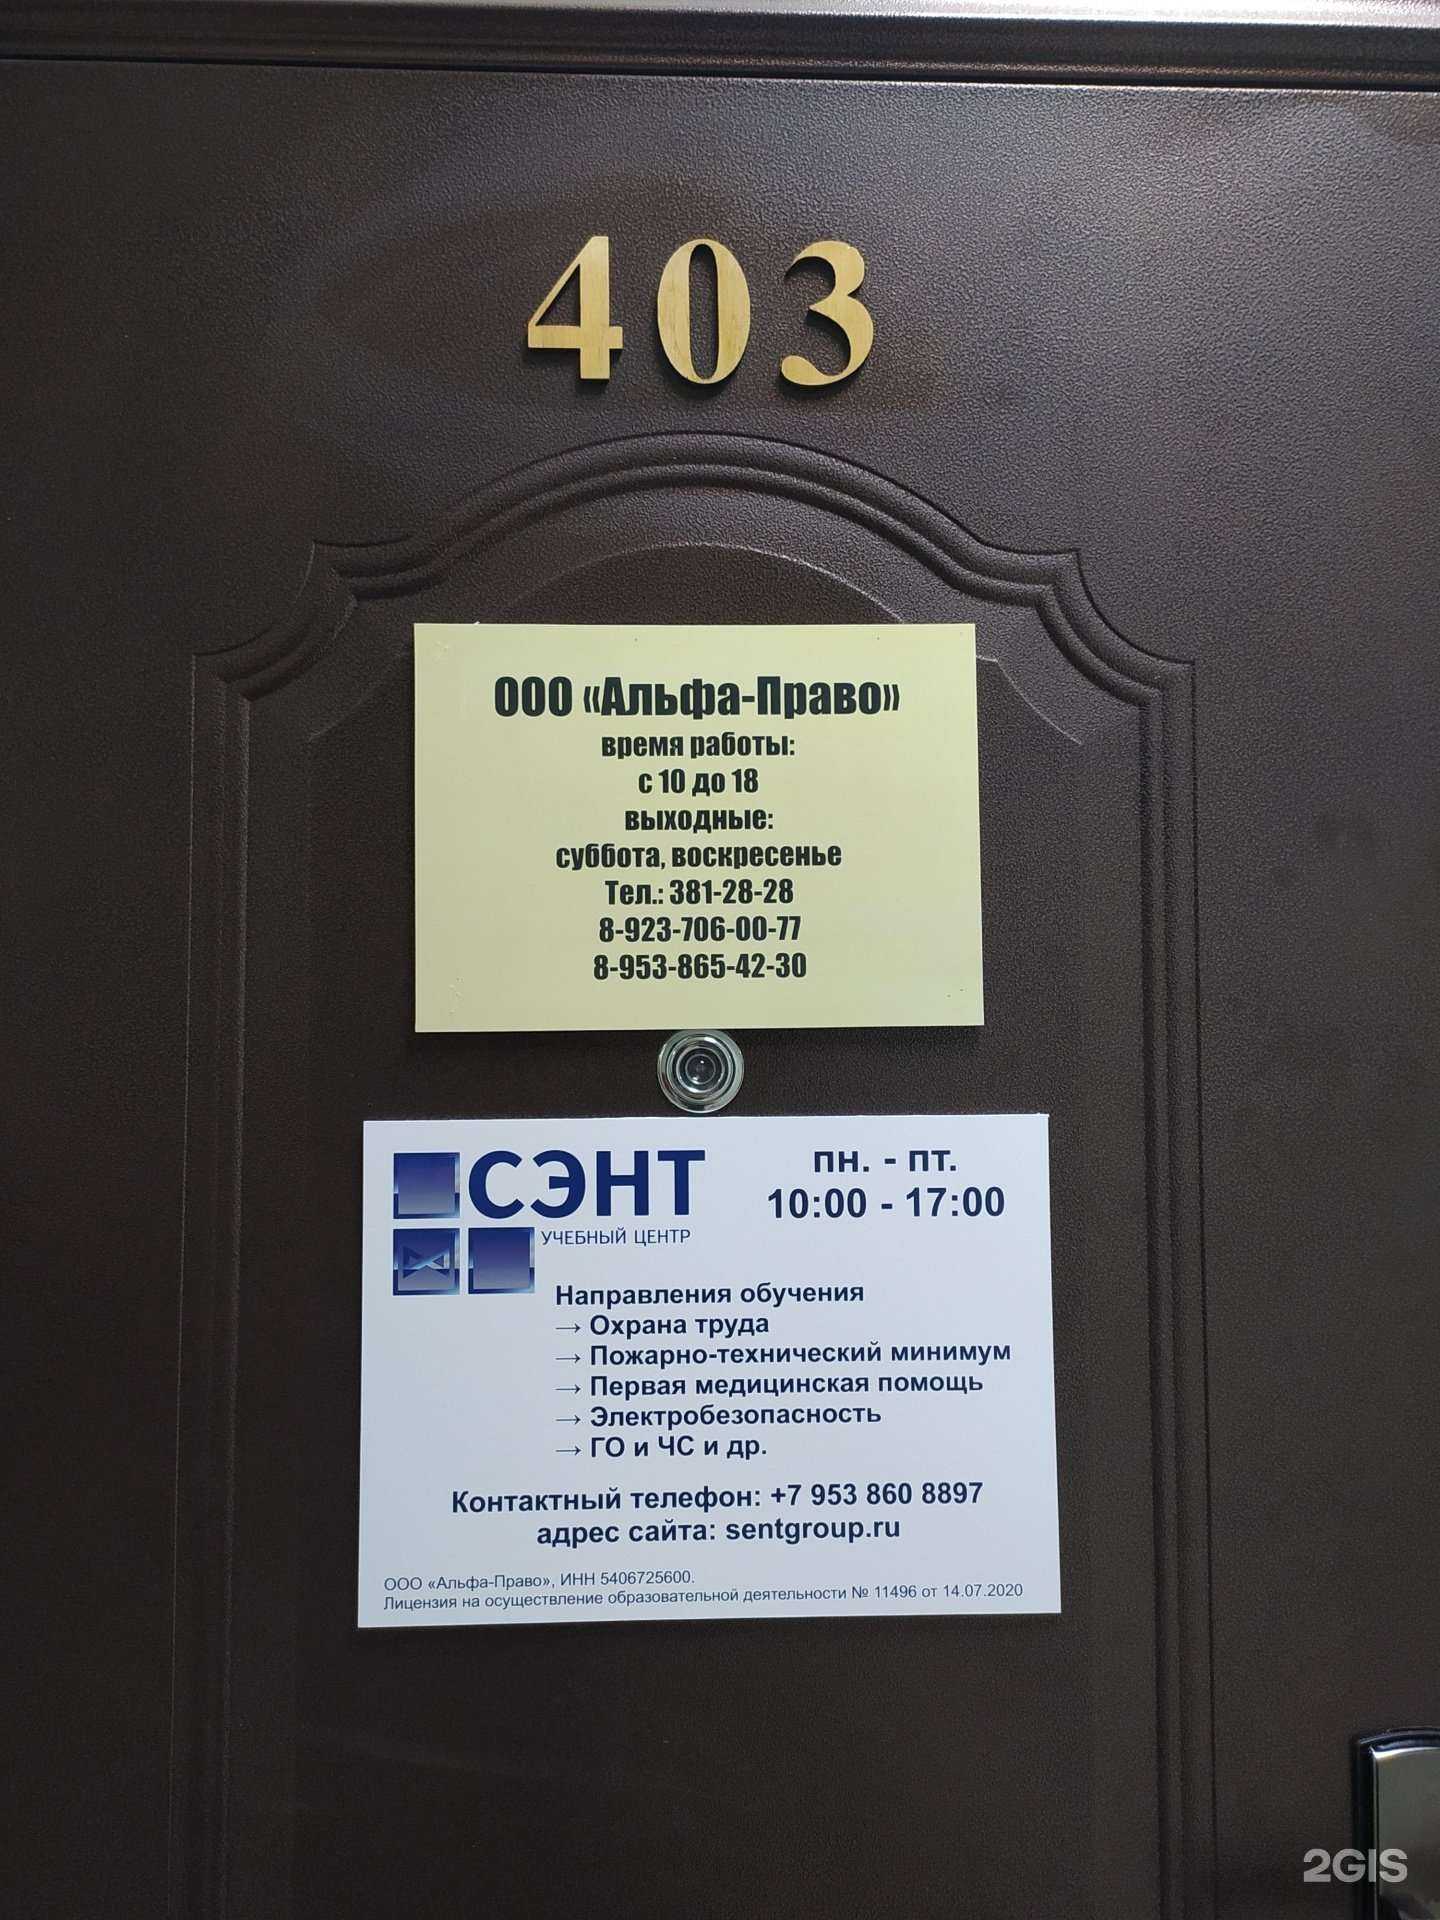 403
ООО «Альфа-Право»
время работы:
с 10 до 18
выходные:
суббота, воскресенье
Тел.: 381-28-28
8-923-706-00-77
8-953-865-42-30
СЭНТ
УЧЕБНЫЙ ЦЕНТР
пн. - пт.
10:00 - 17:00
Направления обучения
→ Охрана труда
→ Пожарно-технический минимум
→ Первая медицинская помощь
→ Электробезопасность
→ ГО и ЧС и др.
Контактный телефон: +7 953 860 8897
адрес сайта: sentgroup.ru
ООО «Альфа-Право», ИНН 5406725600.
Лицензия на осуществление образовательной деятельности № 11496 от 14.07.2020
2GIS